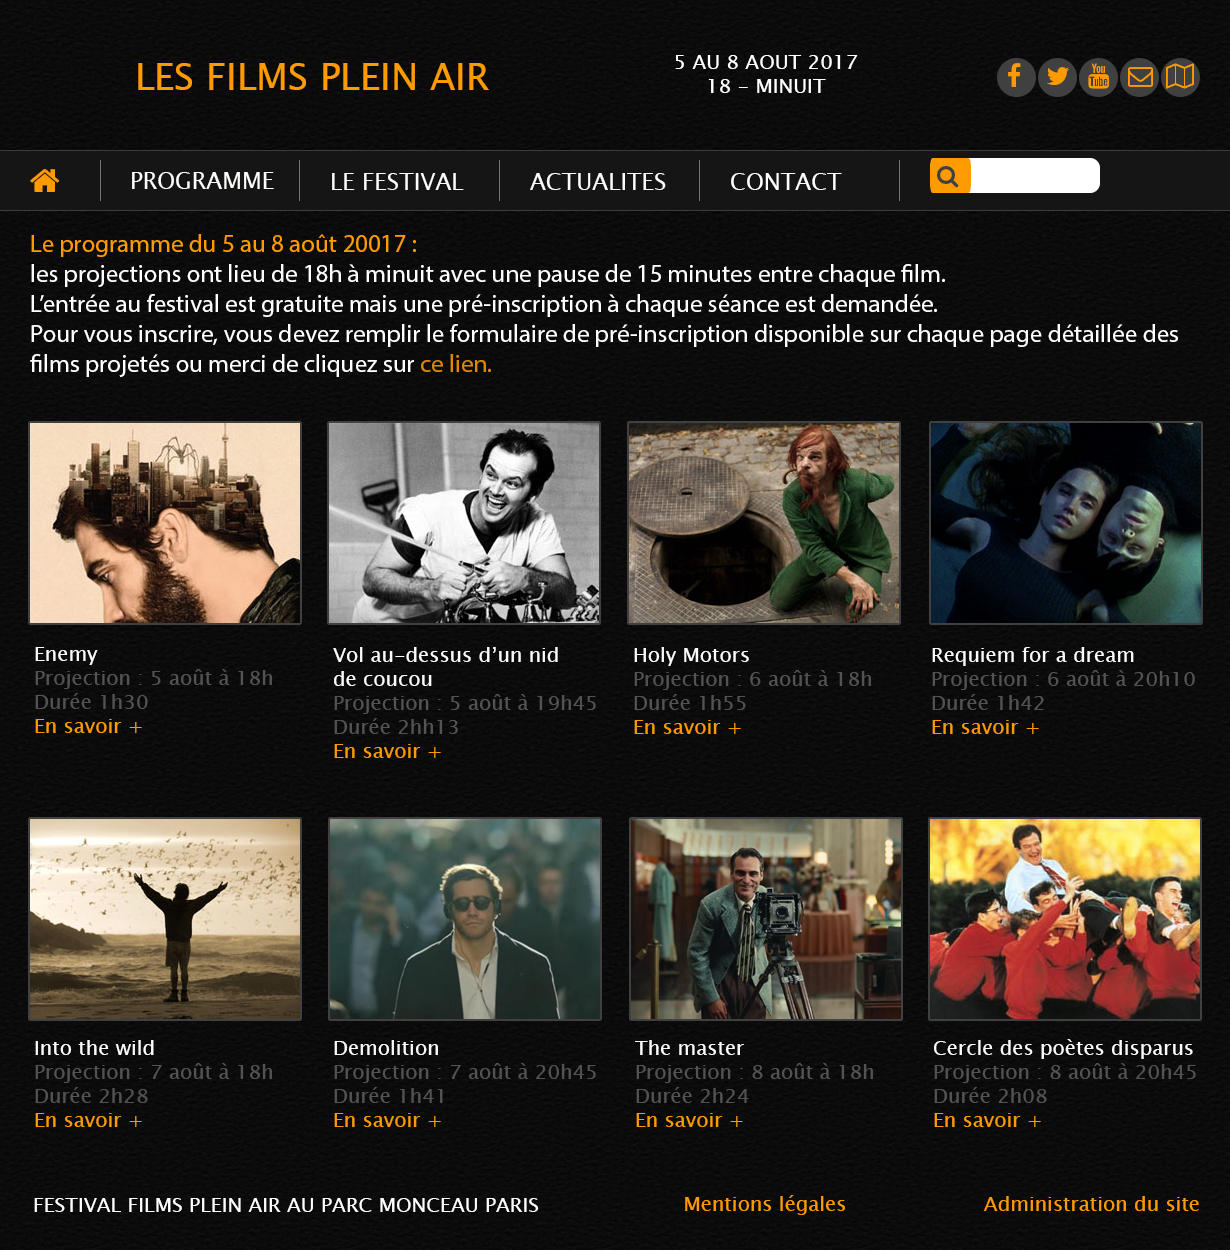 LES FILMS PLEIN AIR
5 AU 8 AOUT 2017
18 - MINUIT
You
Tube
PROGRAMME
LE FESTIVAL
ACTUALITES
CONTACT
Le programme du 5 au 8 août 20017 :
les projections ont lieu de 18h à minuit avec une pause de 15 minutes entre chaque film.
L’entrée au festival est gratuite mais une pré-inscription à chaque séance est demandée.
Pour vous inscrire, vous devez remplir le formulaire de pré-inscription disponible sur chaque page détaillée des
films projetés ou merci de cliquez sur ce lien.
Enemy
Projection : 5 août à 18h
Durée 1h30
En savoir +
Vol au-dessus d’un nid
de coucou
Projection : 5 août à 19h45
Durée 2hh13
En savoir +
Holy Motors
Projection : 6 août à 18h
Durée 1h55
En savoir +
Requiem for a dream
Projection : 6 août à 20h10
Durée 1h42
En savoir +
Into the wild
Projection : 7 août à 18h
Durée 2h28
En savoir +
Demolition
Projection : 7 août à 20h45
Durée 1h41
En savoir +
The master
Projection : 8 août à 18h
Durée 2h24
En savoir +
Cercle des poètes disparus
Projection : 8 août à 20h45
Durée 2h08
En savoir +
FESTIVAL FILMS PLEIN AIR AU PARC MONCEAU PARIS
Mentions légales
Administration du site